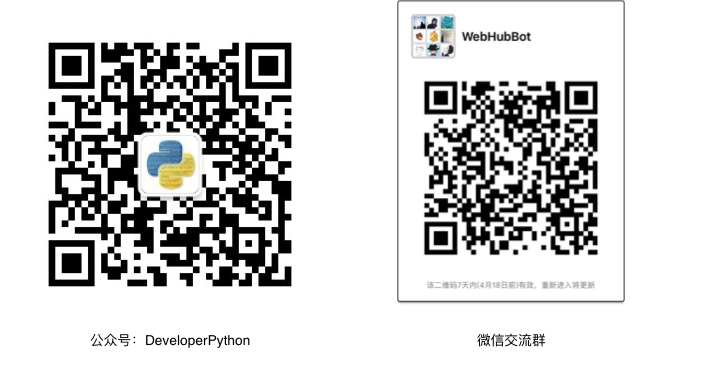 WebHubBot
该二维码7天内(4月18日前)有效，重新进入将更新
公众号：DeveloperPython
微信交流群